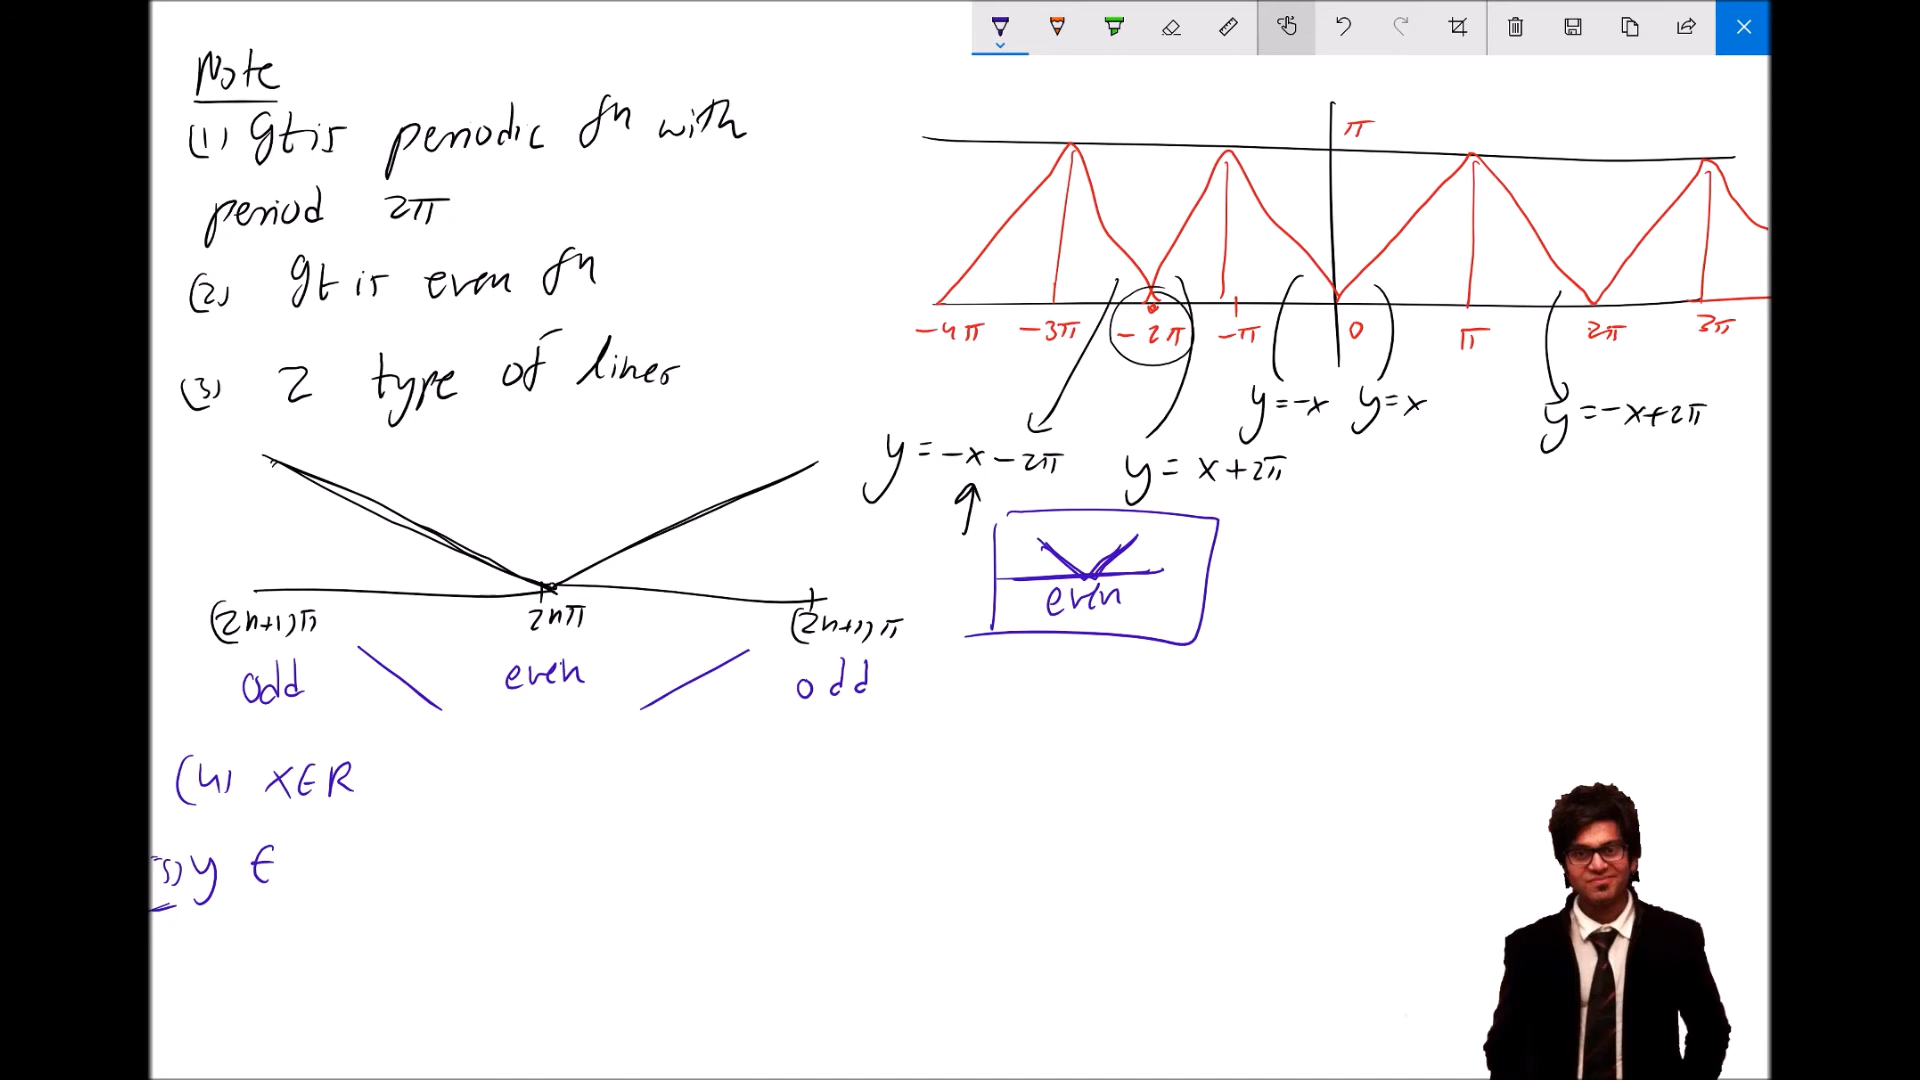 Note
(1) It is periodic fn with
period 2π
(2) It is even fn
(3) 2 type of lines
(2n+1)π 2nπ (2n+1)π
odd even odd
(4) x∈R
(5) y ∈
π
-4π -3π -2π -π 0 π 2π 3π
y=-x y=x y=-x+2π
y=-x-2π y=x+2π
even